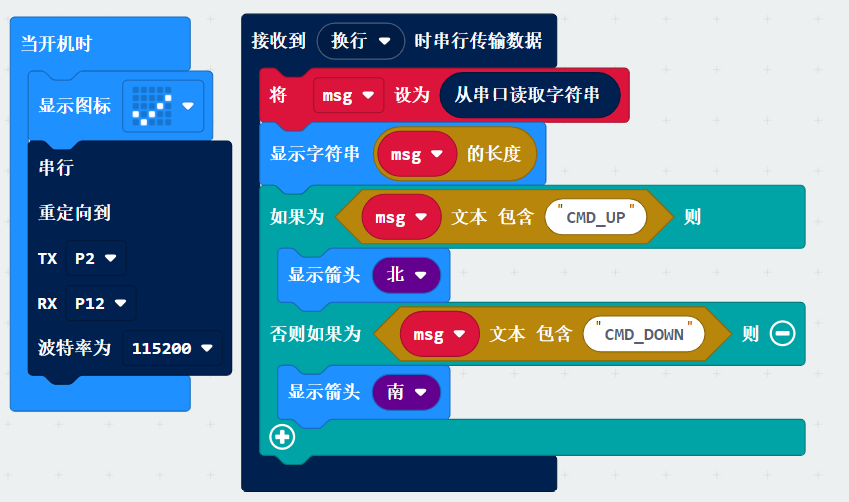 当开机时
显示图标
串行
重定向到
TX P2
RX P12
波特率为 115200
接收到 换行 时串行传输数据
将 msg 设为 从串口读取字符串
显示字符串 msg 的长度
如果为 msg 文本 包含 "CMD_UP" 则
显示箭头 北
否则如果为 msg 文本 包含 "CMD_DOWN" 则
显示箭头 南